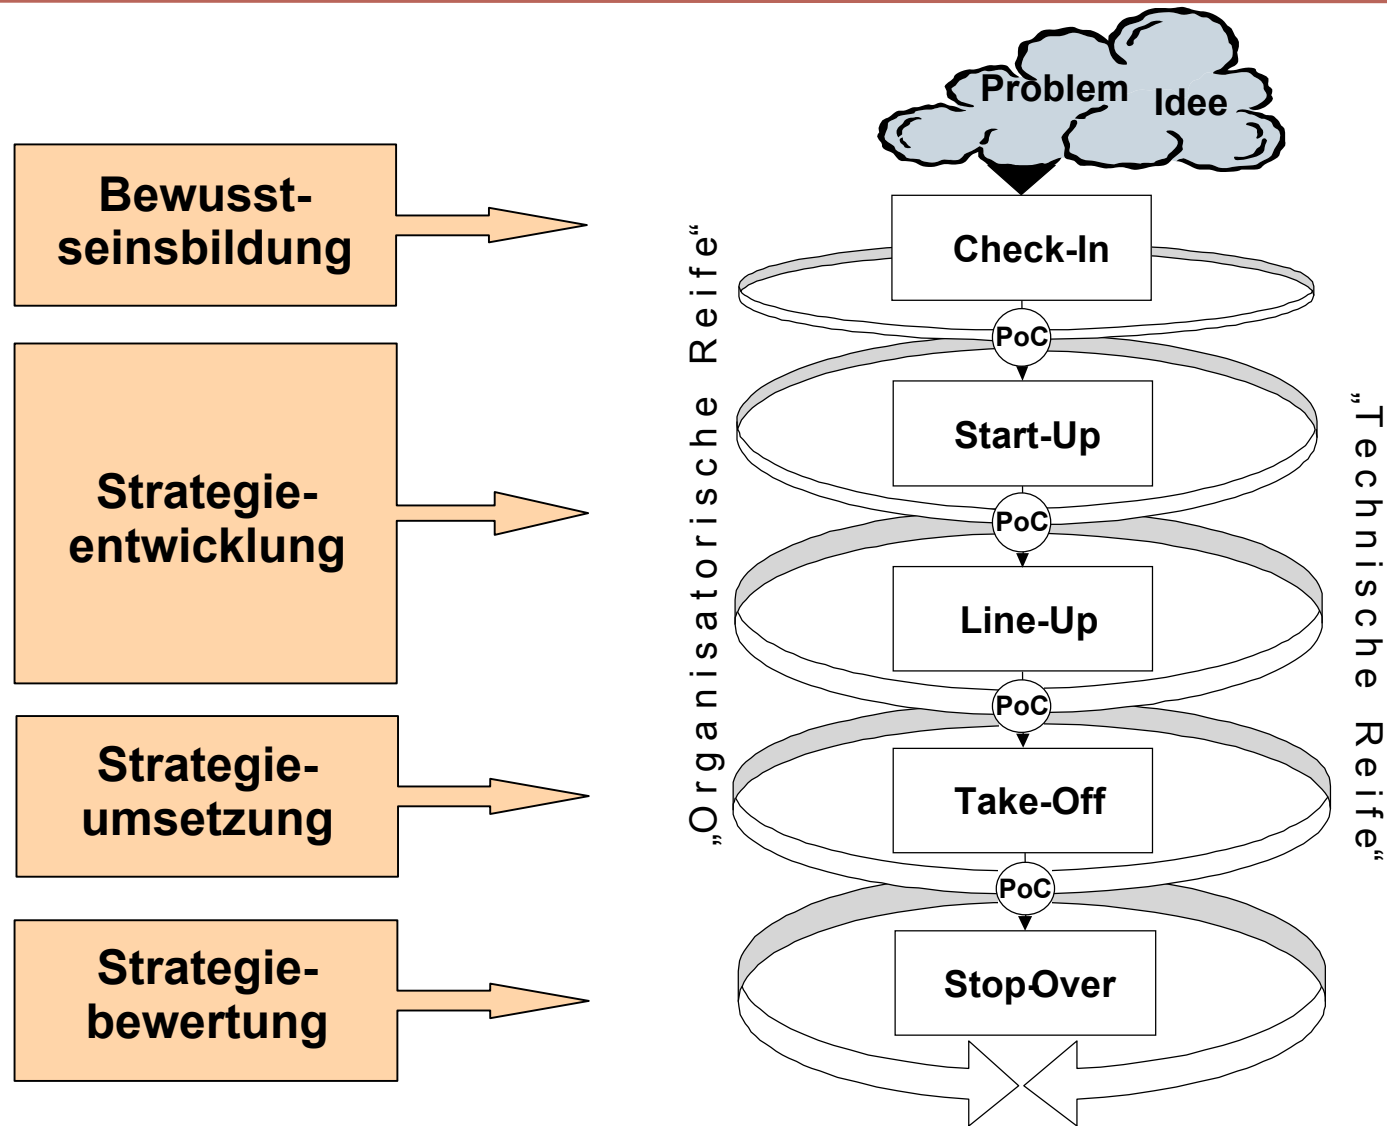 Problem
Idee
Bewusst-
seinsbildung
Strategie-
entwicklung
Strategie-
umsetzung
Strategie-
bewertung
„Organisatorische Reife“
Check-In
PoC
Start-Up
PoC
Line-Up
PoC
Take-Off
PoC
Stop-Over
„Technische Reife“